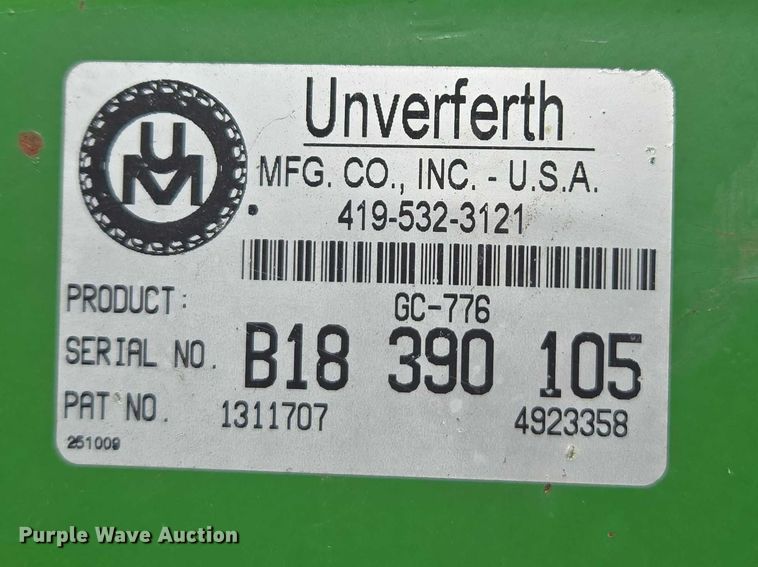 UM
Unverferth
MFG. CO., INC. - U.S.A.
419-532-3121
PRODUCT: GC-776
SERIAL NO. B18 390 105
PAT NO. 1311707 4923358
251009
Purple Wave Auction